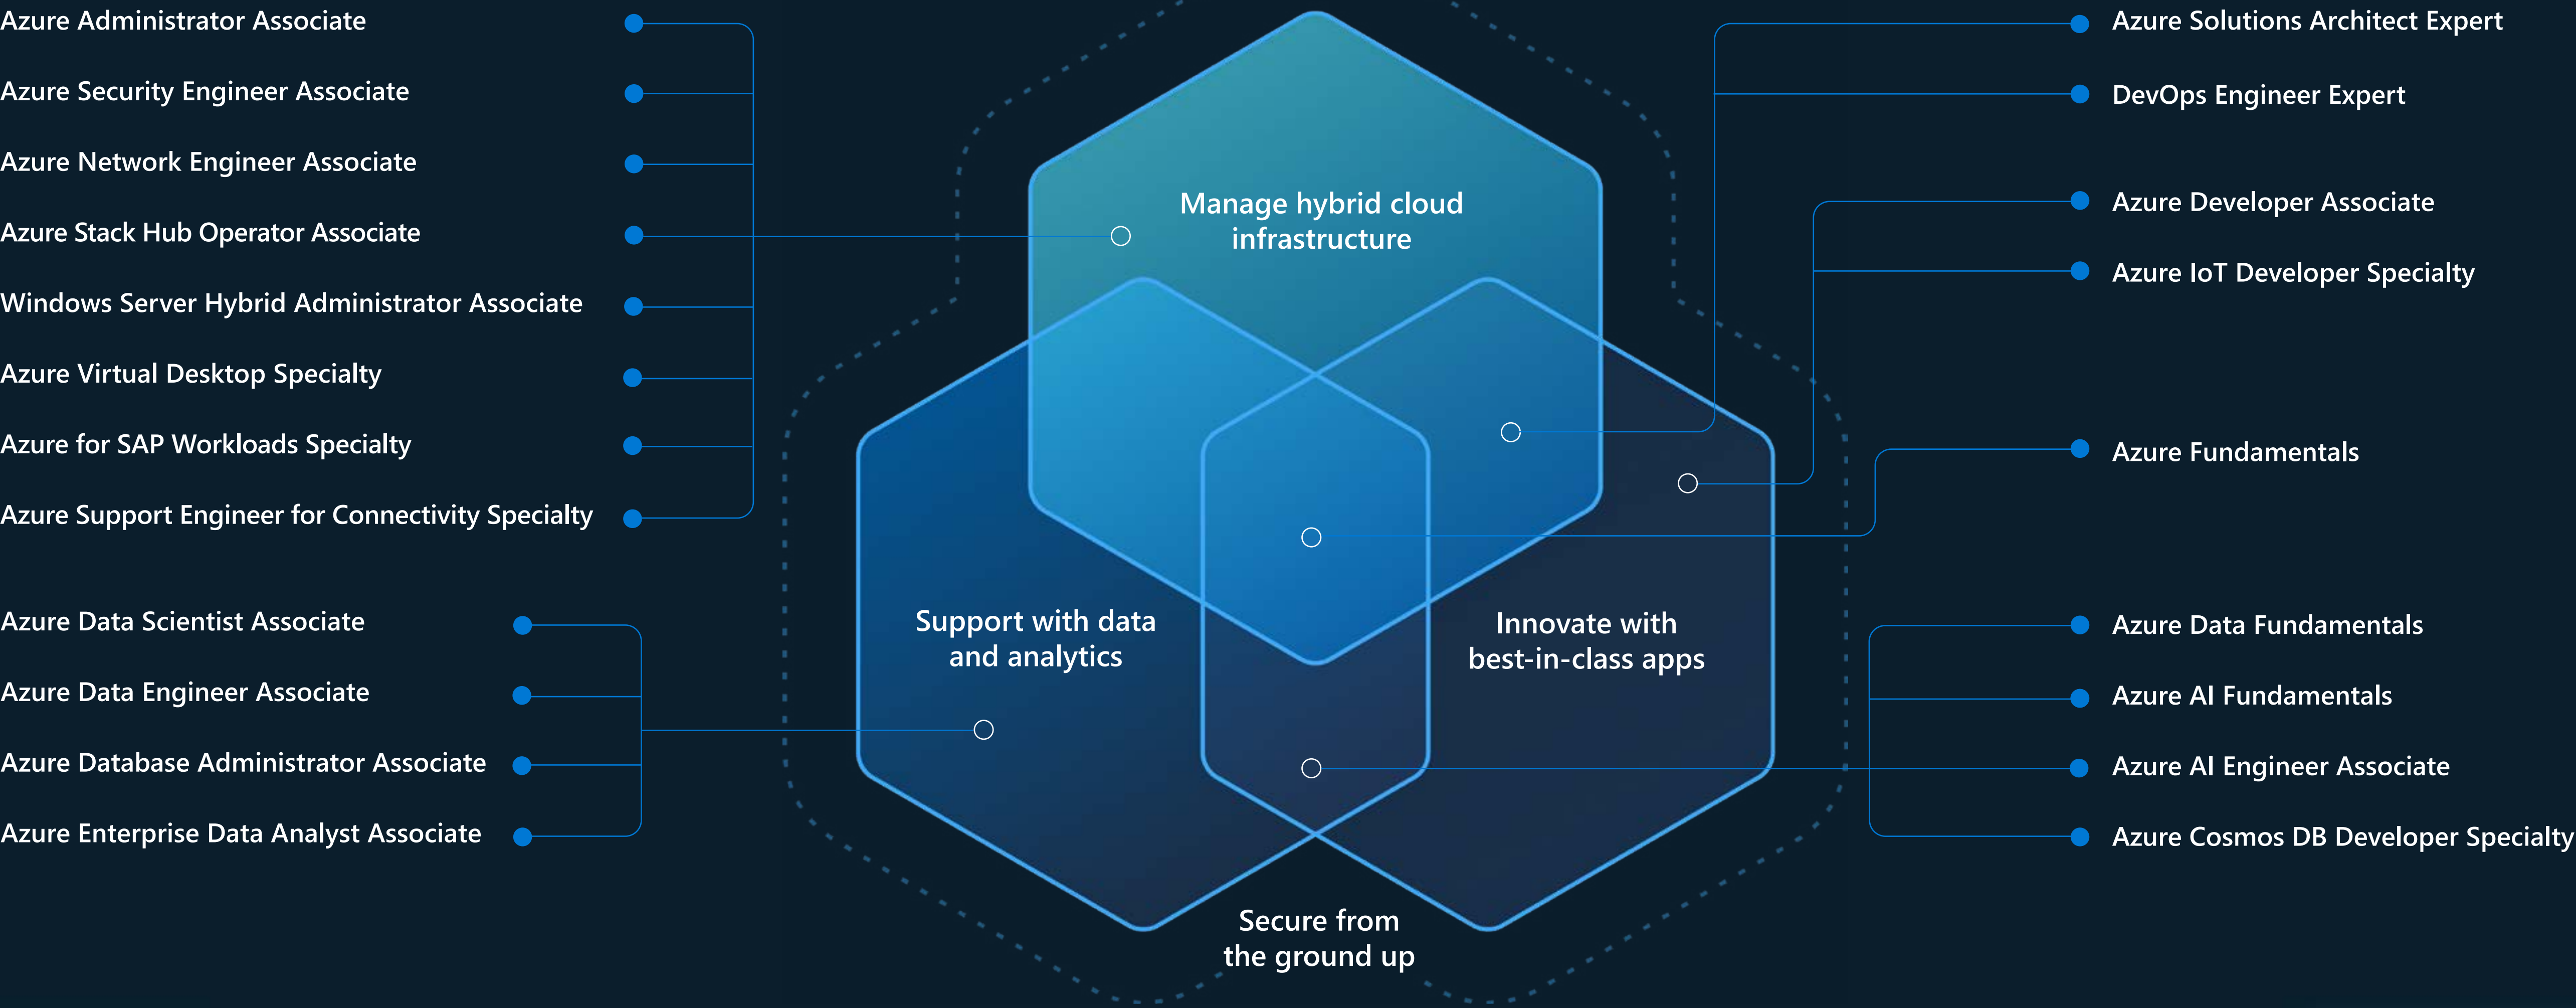 Azure Administrator Associate
Azure Security Engineer Associate
Azure Network Engineer Associate
Azure Stack Hub Operator Associate
Windows Server Hybrid Administrator Associate
Azure Virtual Desktop Specialty
Azure for SAP Workloads Specialty
Azure Support Engineer for Connectivity Specialty
Azure Data Scientist Associate
Azure Data Engineer Associate
Azure Database Administrator Associate
Azure Enterprise Data Analyst Associate
Manage hybrid cloud
infrastructure
Support with data
and analytics
Innovate with
best-in-class apps
Secure from
the ground up
Azure Solutions Architect Expert
DevOps Engineer Expert
Azure Developer Associate
Azure IoT Developer Specialty
Azure Fundamentals
Azure Data Fundamentals
Azure AI Fundamentals
Azure AI Engineer Associate
Azure Cosmos DB Developer Specialty